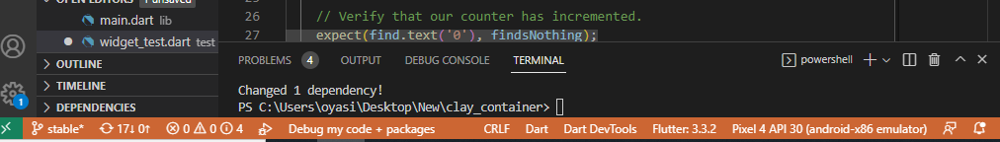 OPEN EDITORS 1 unsaved
main.dart lib
widget_test.dart test
OUTLINE
TIMELINE
DEPENDENCIES
1
26 // Verify that our counter has incremented.
27 expect(find.text('0'), findsNothing);
PROBLEMS 4 OUTPUT DEBUG CONSOLE TERMINAL powershell
Changed 1 dependency!
PS C:\Users\oyasi\Desktop\New\clay_container>
stable* 17↓ 0↑ 0 0 4 Debug my code + packages CRLF Dart Dart DevTools Flutter: 3.3.2 Pixel 4 API 30 (android-x86 emulator)